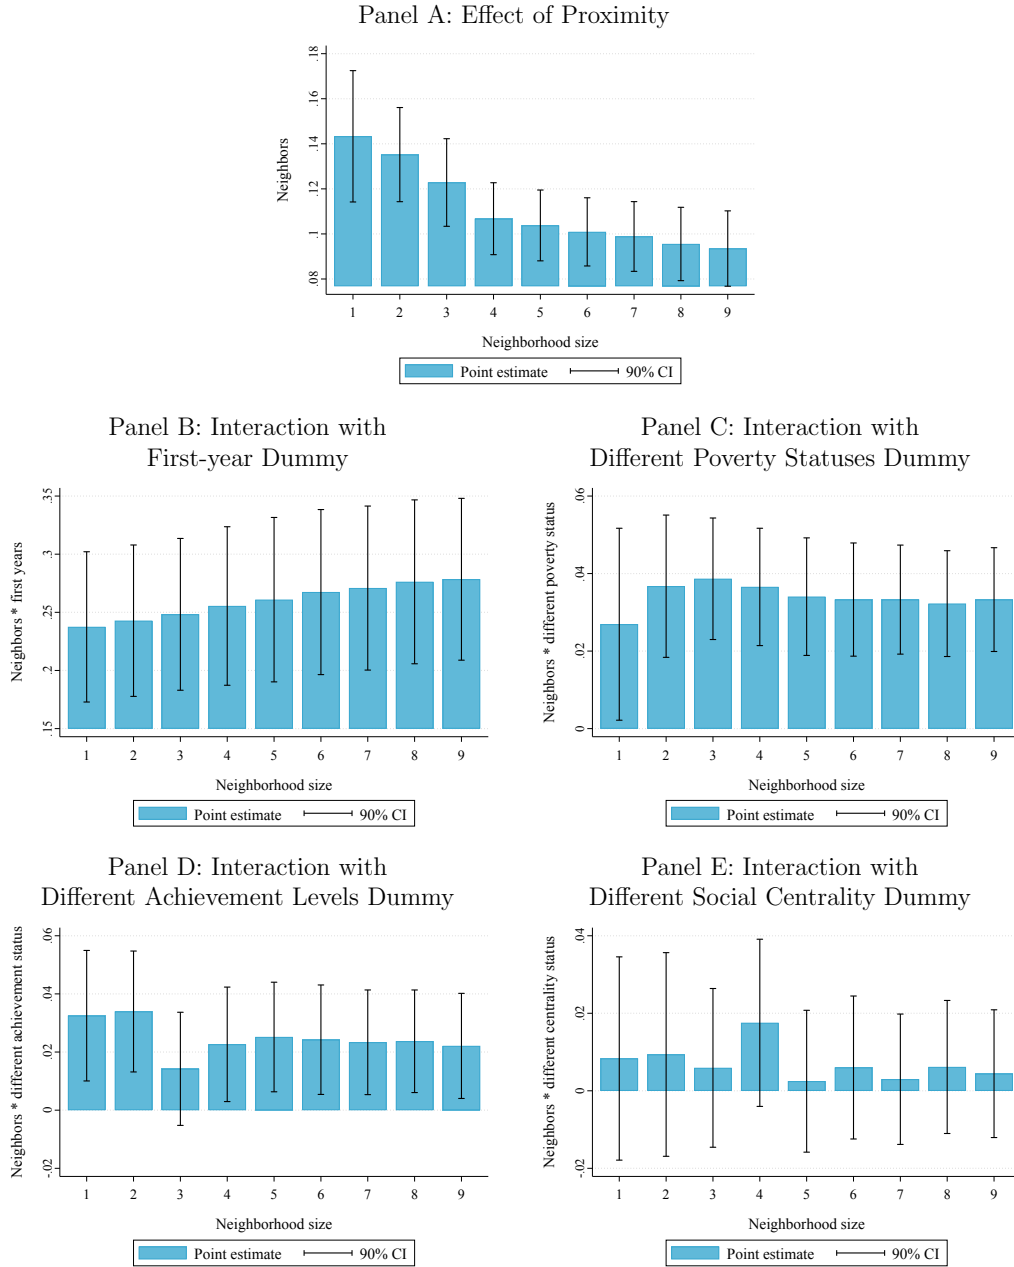 Panel A: Effect of Proximity
Neighbors
.18
.16
.14
.12
.1
.08
1 2 3 4 5 6 7 8 9
Neighborhood size
Point estimate 90% CI
Panel B: Interaction with
First-year Dummy
Neighbors * first years
.35
.3
.25
.2
.15
1 2 3 4 5 6 7 8 9
Neighborhood size
Point estimate 90% CI
Panel C: Interaction with
Different Poverty Statuses Dummy
Neighbors * different poverty status
.06
.04
.02
0
1 2 3 4 5 6 7 8 9
Neighborhood size
Point estimate 90% CI
Panel D: Interaction with
Different Achievement Levels Dummy
Neighbors * different achievement status
.06
.04
.02
0
-.02
1 2 3 4 5 6 7 8 9
Neighborhood size
Point estimate 90% CI
Panel E: Interaction with
Different Social Centrality Dummy
Neighbors * different centrality status
.04
.02
0
-.02
1 2 3 4 5 6 7 8 9
Neighborhood size
Point estimate 90% CI